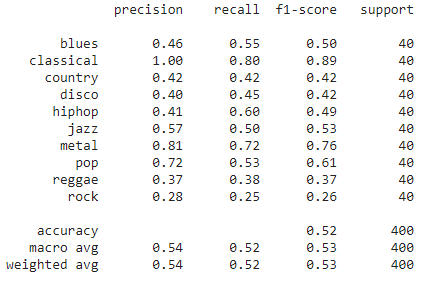 precision recall f1-score support
blues 0.46 0.55 0.50 40
classical 1.00 0.80 0.89 40
country 0.42 0.42 0.42 40
disco 0.40 0.45 0.42 40
hiphop 0.41 0.60 0.49 40
jazz 0.57 0.50 0.53 40
metal 0.81 0.72 0.76 40
pop 0.72 0.53 0.61 40
reggae 0.37 0.38 0.37 40
rock 0.28 0.25 0.26 40
accuracy 0.52 400
macro avg 0.54 0.52 0.53 400
weighted avg 0.54 0.52 0.53 400